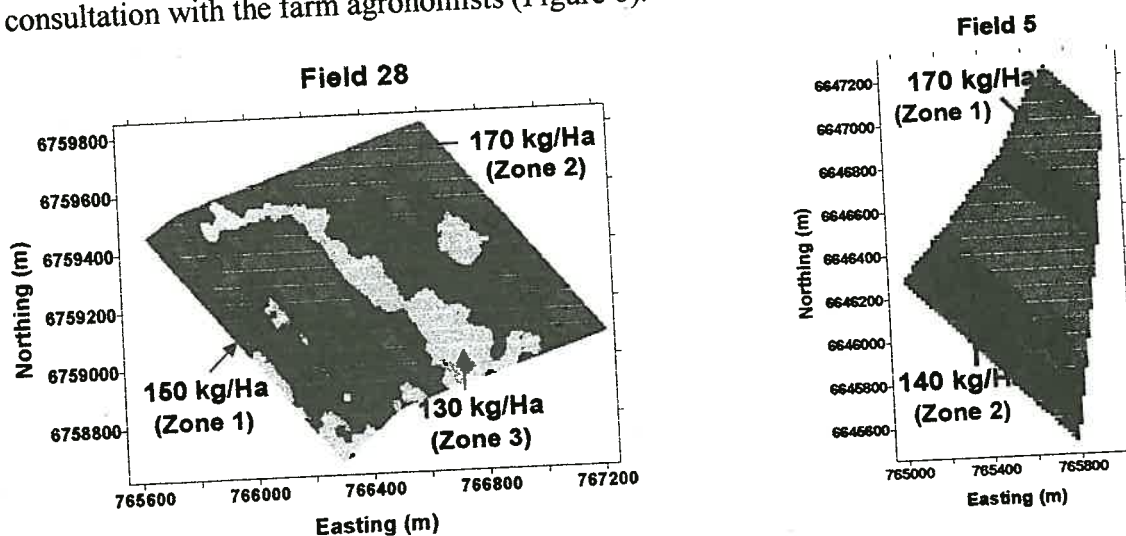 consultation with the farm agronomists (Figure 6).
Field 28
6759800
6759600
6759400
6759200
6759000
6758800
Northing (m)
170 kg/Ha
(Zone 2)
150 kg/Ha
(Zone 1)
130 kg/Ha
(Zone 3)
765600
766000
766400
766800
767200
Easting (m)
Field 5
6647200
6647000
6646800
6646600
6646400
6646200
6646000
6645800
6645600
Northing (m)
170 kg/Ha
(Zone 1)
140 kg/H
(Zone 2)
765000
765400
765800
Easting (m)